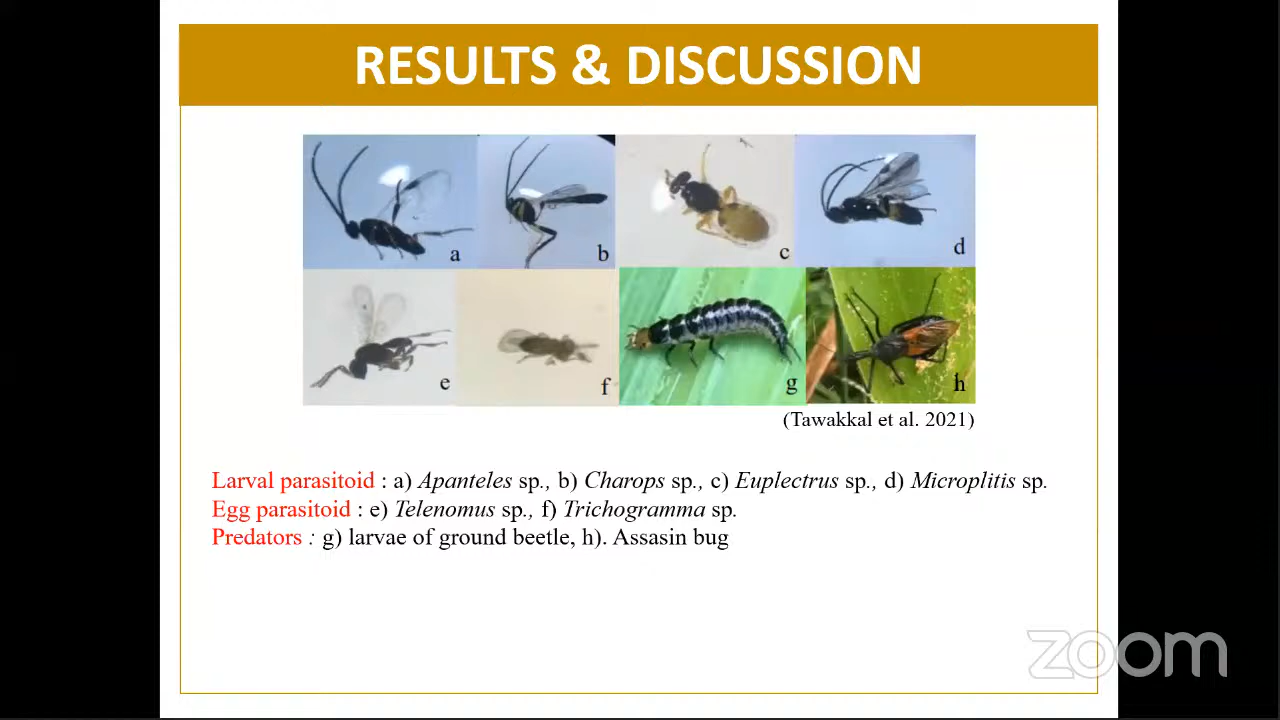 RESULTS & DISCUSSION
a
b
c
d
e
f
g
h
(Tawakkal et al. 2021)
Larval parasitoid : a) Apanteles sp., b) Charops sp., c) Euplectrus sp., d) Microplitis sp.
Egg parasitoid : e) Telenomus sp., f) Trichogramma sp.
Predators : g) larvae of ground beetle, h). Assasin bug
zoom